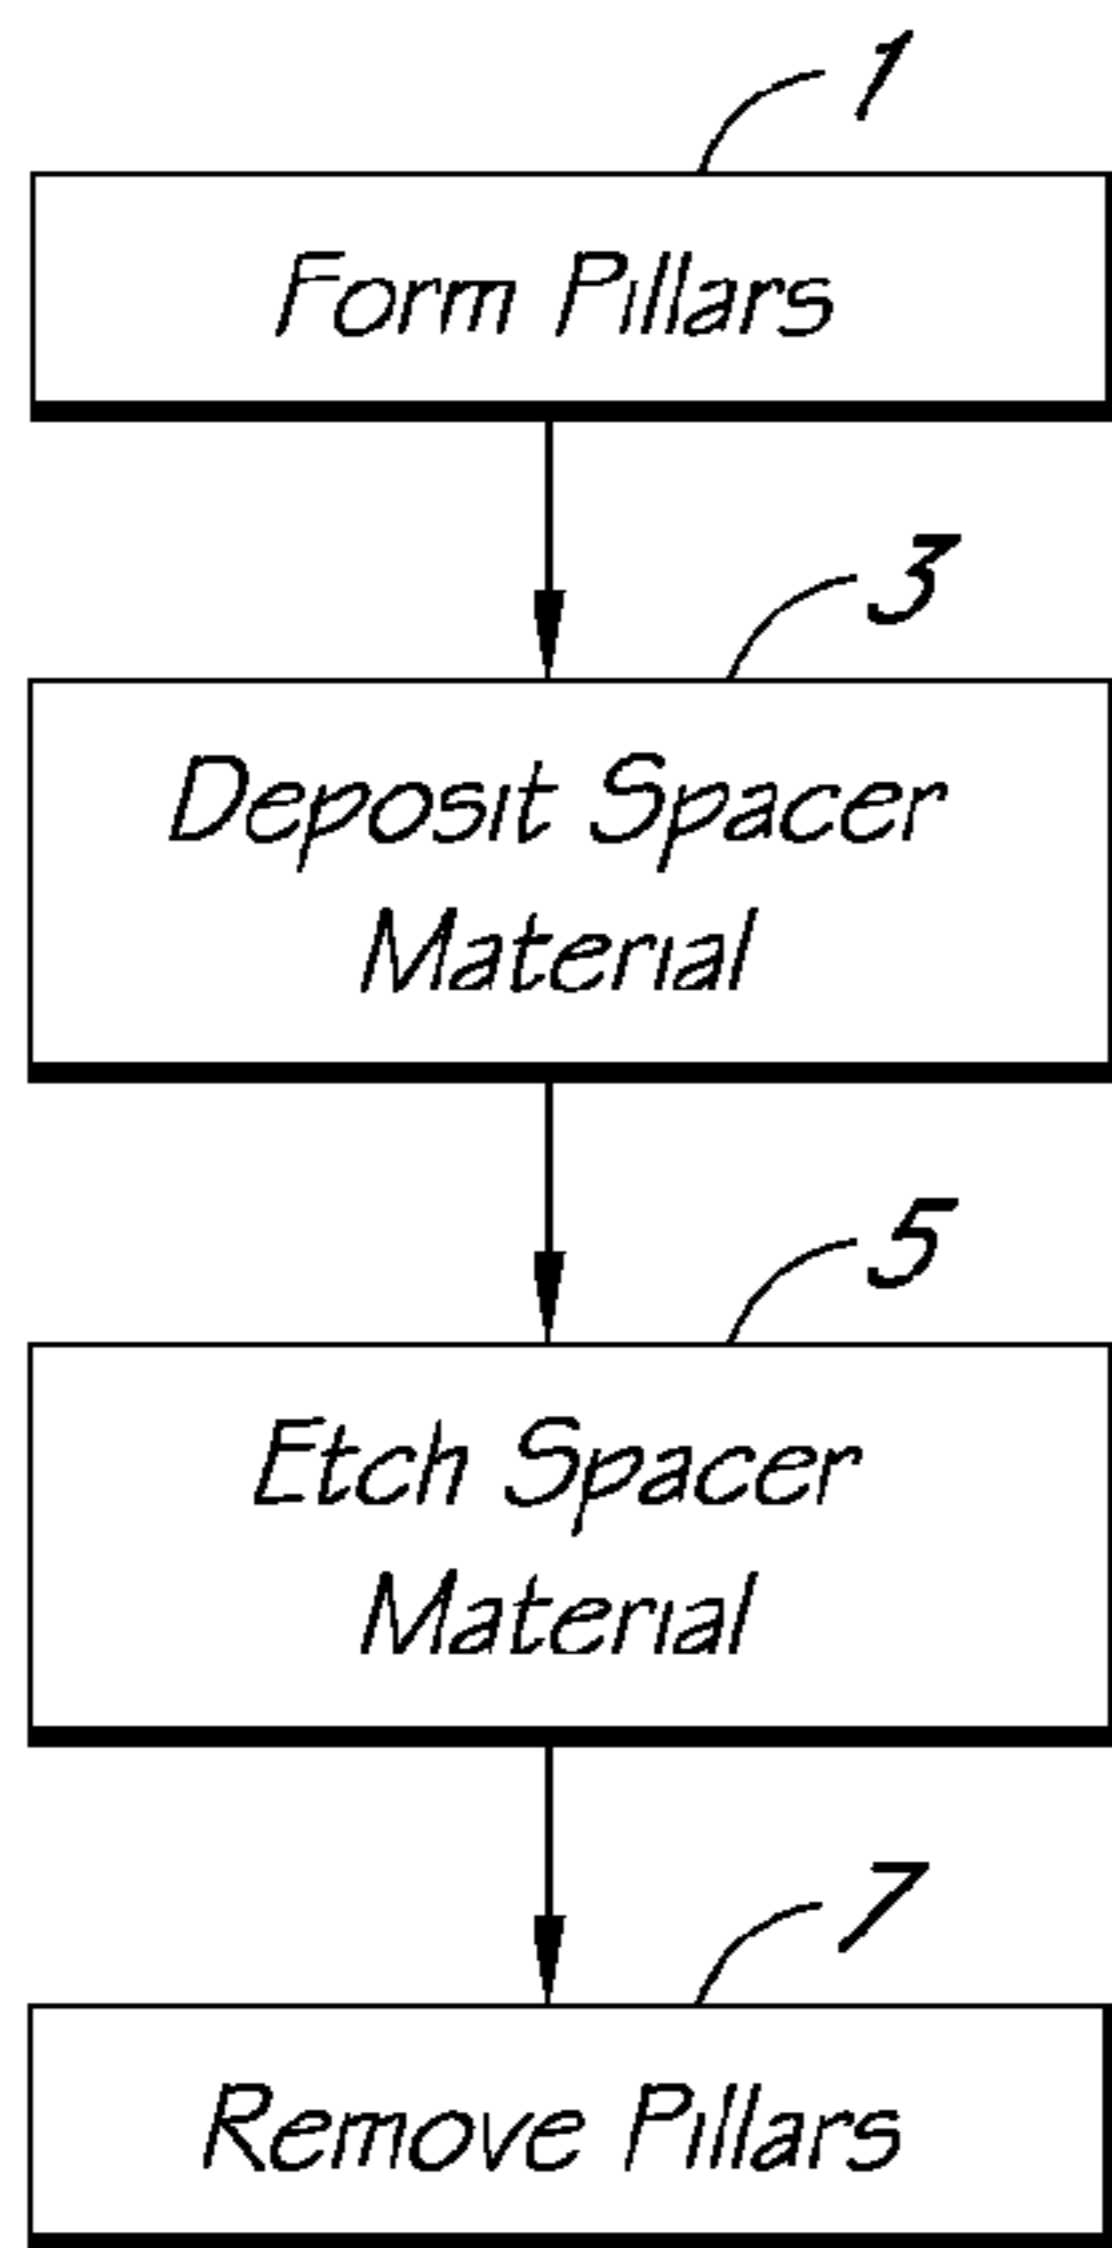 1
Form Pillars
3
Deposit Spacer
Material
5
Etch Spacer
Material
7
Remove Pillars